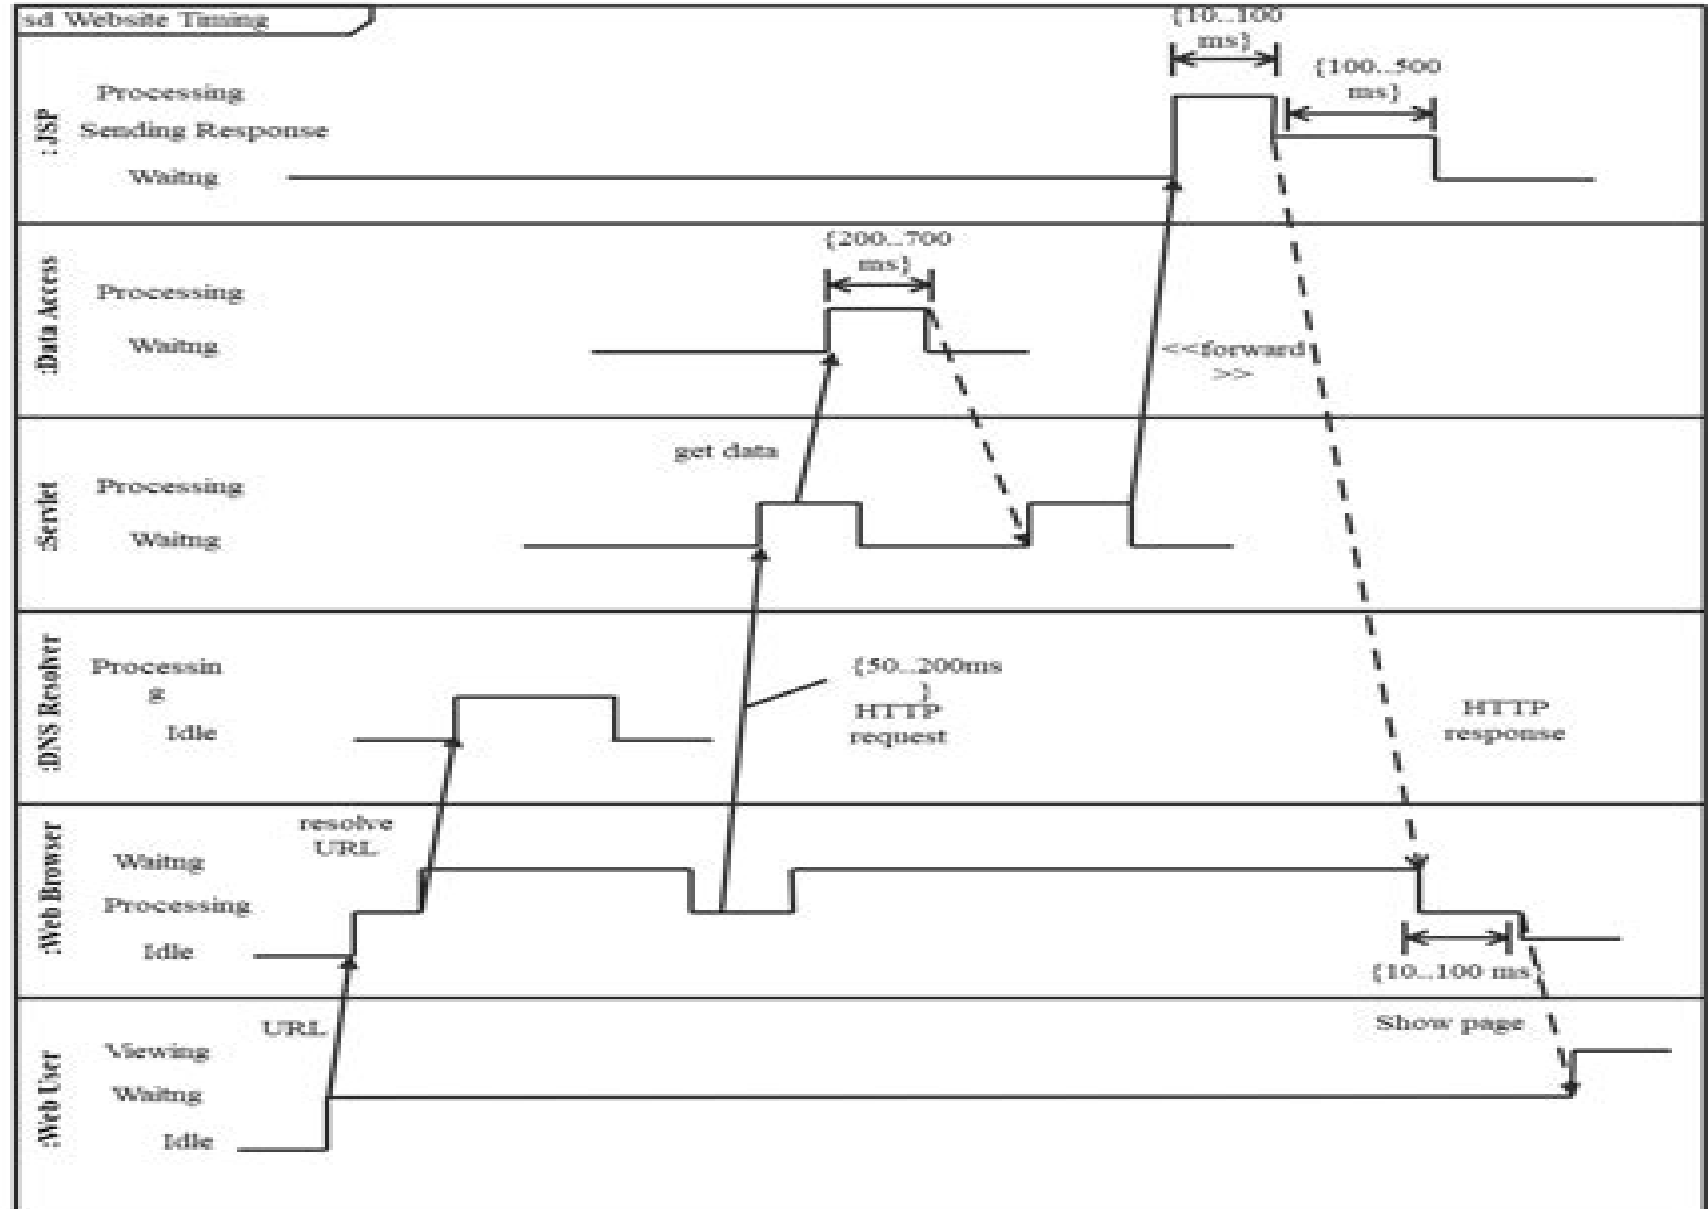 sd Website Timing
{10..100
ms}
{100..500
ms}
:JSP
Processing
Sending Response
Waitng
{200..700
ms}
:Data Access
Processing
Waitng
<<forward
>>
get data
:Servlet
Processing
Waitng
:DNS Resolver
Processin
g
Idle
{50..200ms
}
HTTP
request
HTTP
response
resolve
URL
:Web Browser
Waitng
Processing
Idle
{10..100 ms}
URL
Show page
:Web User
Viewing
Waitng
Idle